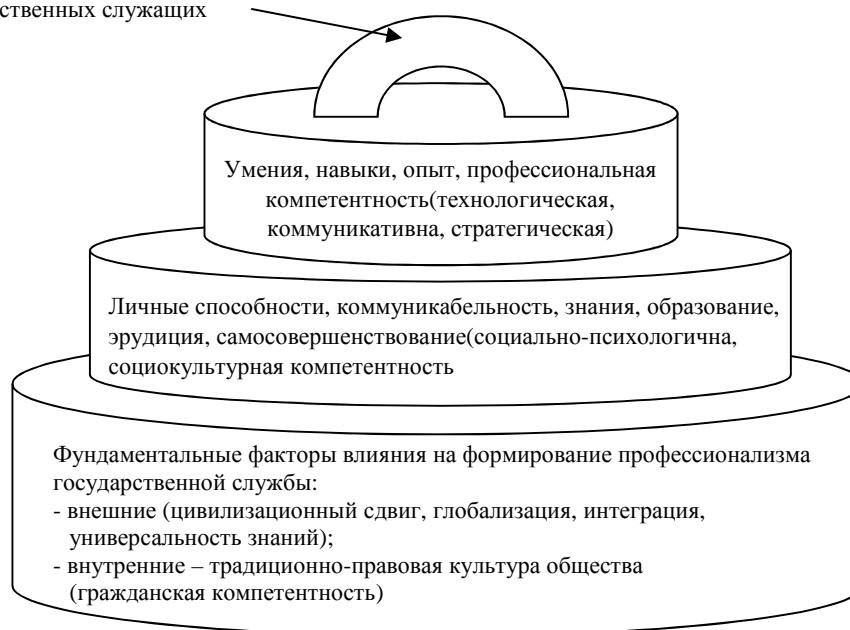 ственных служащих
Умения, навыки, опыт, профессиональная
компетентность(технологическая,
коммуникативна, стратегическая)
Личные способности, коммуникабельность, знания, образование,
эрудиция, самосовершенствование(социально-психологична,
социокультурная компетентность
Фундаментальные факторы влияния на формирование профессионализма
государственной службы:
- внешние (цивилизационный сдвиг, глобализация, интеграция,
универсальность знаний);
- внутренние – традиционно-правовая культура общества
(гражданская компетентность)